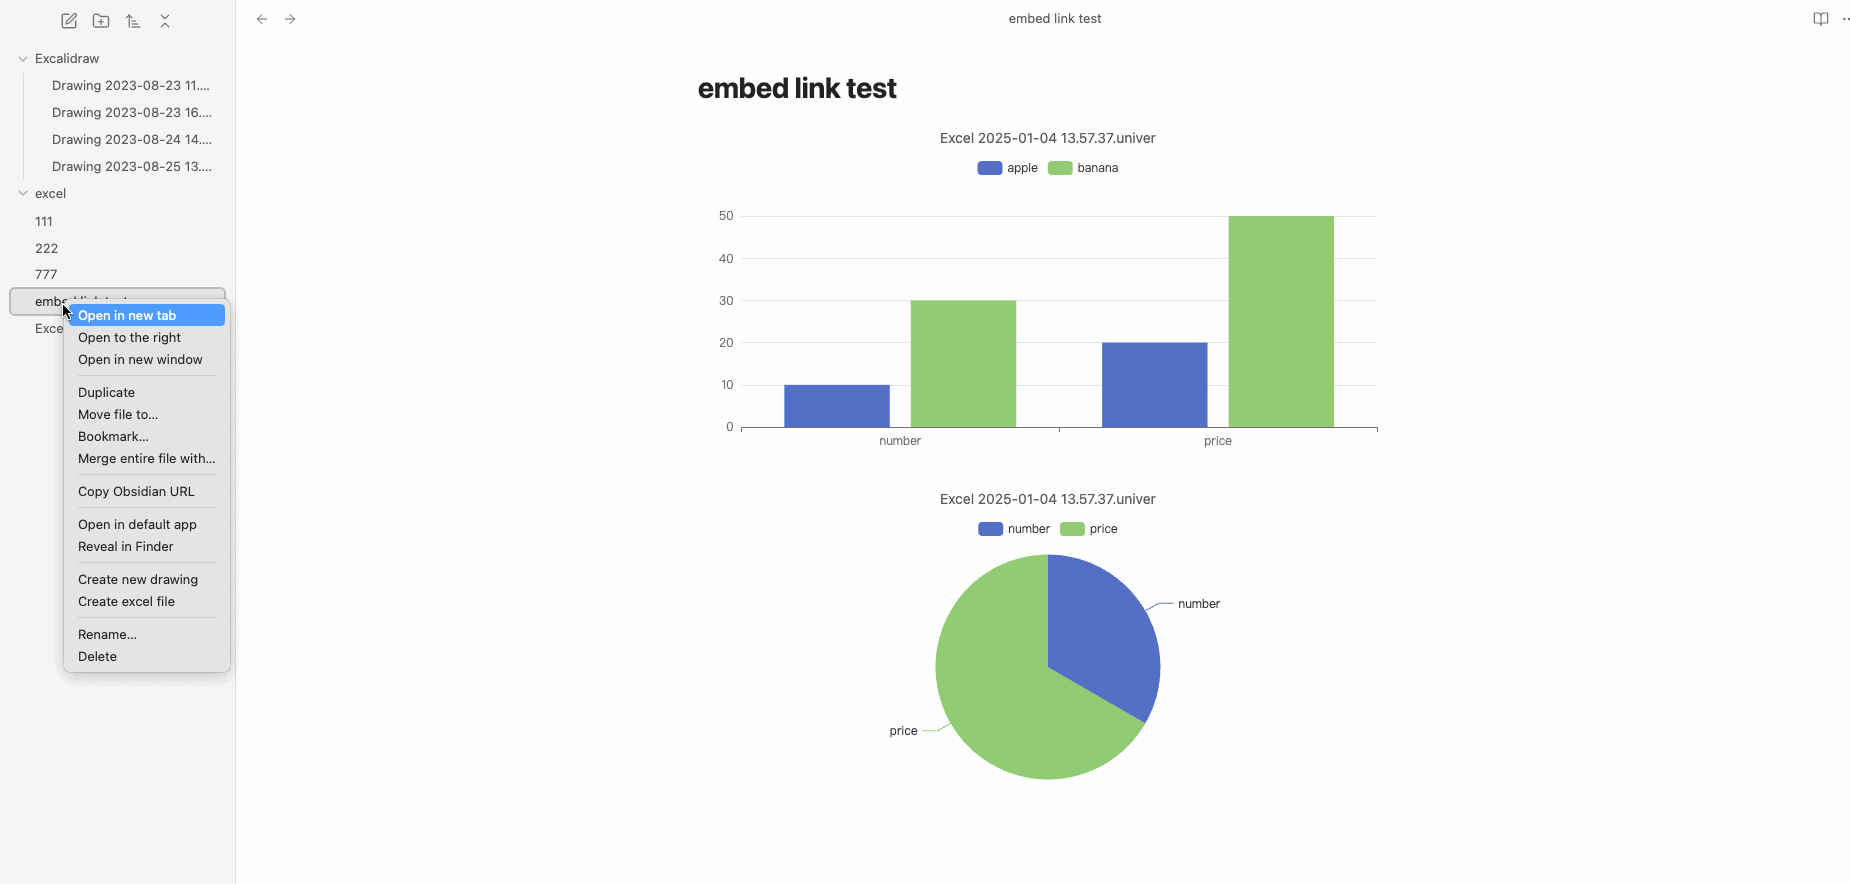 embed link test
Excalidraw
Drawing 2023-08-23 11....
Drawing 2023-08-23 16....
Drawing 2023-08-24 14....
Drawing 2023-08-25 13....
excel
111
222
777
Open in new tab
Open to the right
Open in new window
Duplicate
Move file to...
Bookmark...
Merge entire file with...
Copy Obsidian URL
Open in default app
Reveal in Finder
Create new drawing
Create excel file
Rename...
Delete
embed link test
Excel 2025-01-04 13.57.37.univer
apple banana
50
40
30
20
10
0
number price
Excel 2025-01-04 13.57.37.univer
number price
number
price